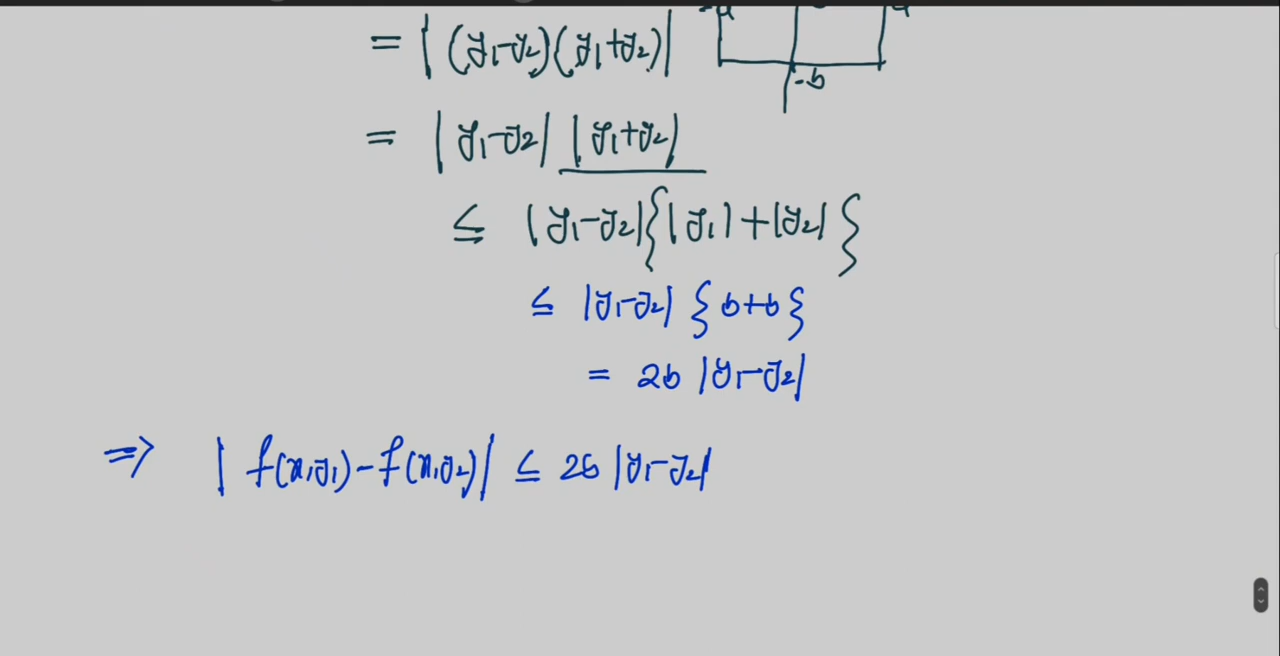 = |(y₁-y₂)(y₁+y₂)|
-a a
-b
= |y₁-y₂| |y₁+y₂|
≤ |y₁-y₂|{|y₁|+|y₂|}
≤ |y₁-y₂| {b+b}
= 2b |y₁-y₂|
⇒ |f(x,y₁)-f(x,y₂)| ≤ 2b |y₁-y₂|